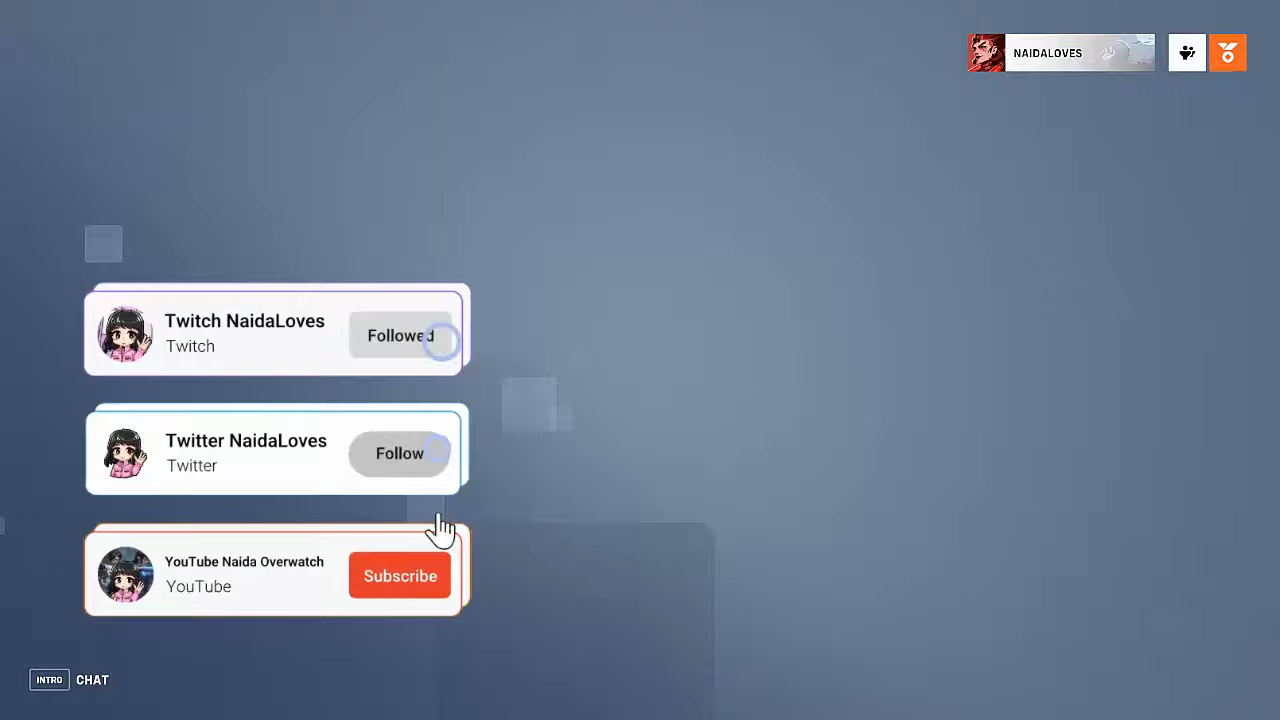 NAIDALOVES
Twitch NaidaLoves
Twitch
Followed
Twitter NaidaLoves
Twitter
Follow
YouTube Naida Overwatch
YouTube
Subscribe
INTRO CHAT